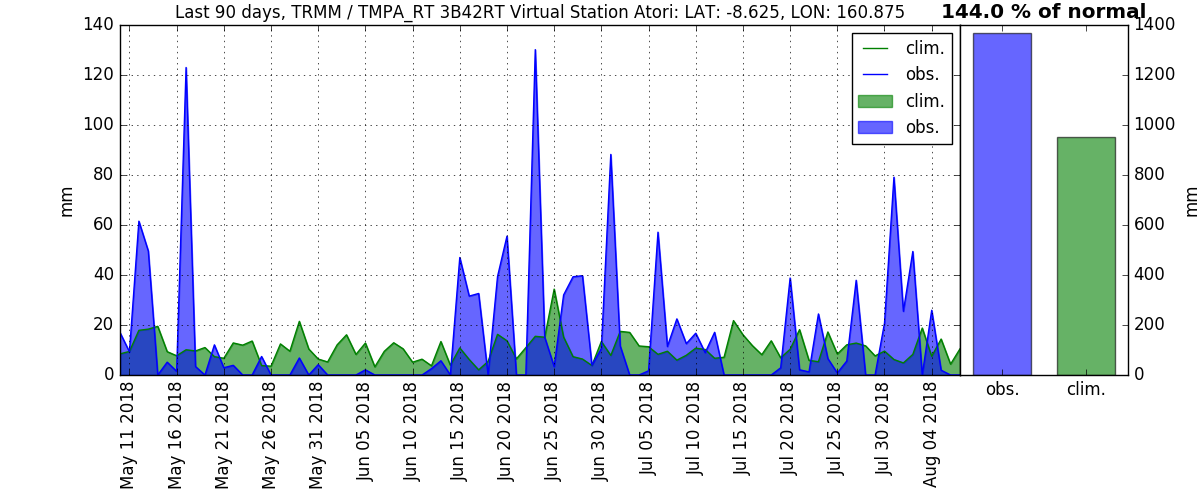 Last 90 days, TRMM / TMPA_RT 3B42RT Virtual Station Atori: LAT: -8.625, LON: 160.875
144.0 % of normal
140
120
100
80
60
40
20
0
mm
clim.
obs.
clim.
obs.
1400
1200
1000
800
600
400
200
0
mm
obs.
clim.
May 11 2018
May 16 2018
May 21 2018
May 26 2018
May 31 2018
Jun 05 2018
Jun 10 2018
Jun 15 2018
Jun 20 2018
Jun 25 2018
Jun 30 2018
Jul 05 2018
Jul 10 2018
Jul 15 2018
Jul 20 2018
Jul 25 2018
Jul 30 2018
Aug 04 2018